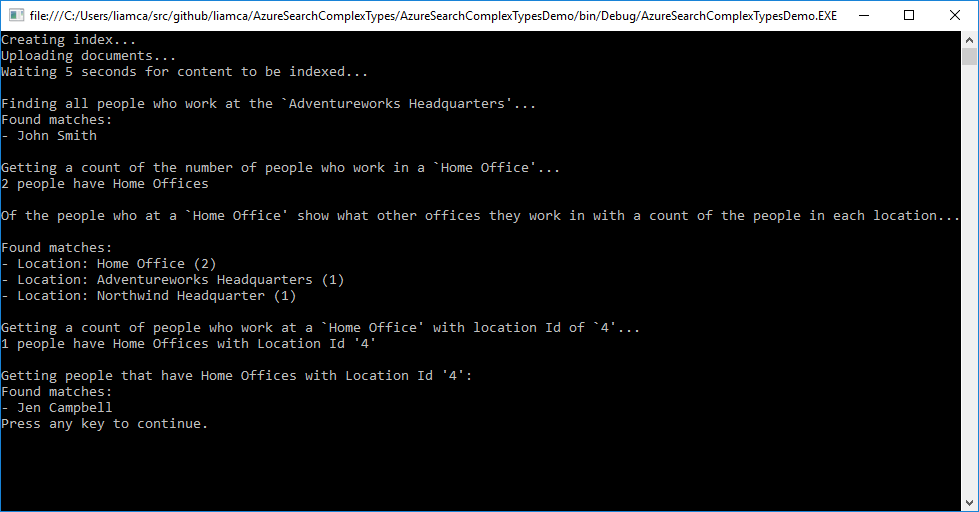 file:///C:/Users/liamca/src/github/liamca/AzureSearchComplexTypes/AzureSearchComplexTypesDemo/bin/Debug/AzureSearchComplexTypesDemo.EXE
Creating index...
Uploading documents...
Waiting 5 seconds for content to be indexed...
Finding all people who work at the `Adventureworks Headquarters'...
Found matches:
- John Smith
Getting a count of the number of people who work in a `Home Office'...
2 people have Home Offices
Of the people who at a `Home Office' show what other offices they work in with a count of the people in each location...
Found matches:
- Location: Home Office (2)
- Location: Adventureworks Headquarters (1)
- Location: Northwind Headquarter (1)
Getting a count of people who work at a `Home Office' with location Id of `4'...
1 people have Home Offices with Location Id '4'
Getting people that have Home Offices with Location Id '4':
Found matches:
- Jen Campbell
Press any key to continue.